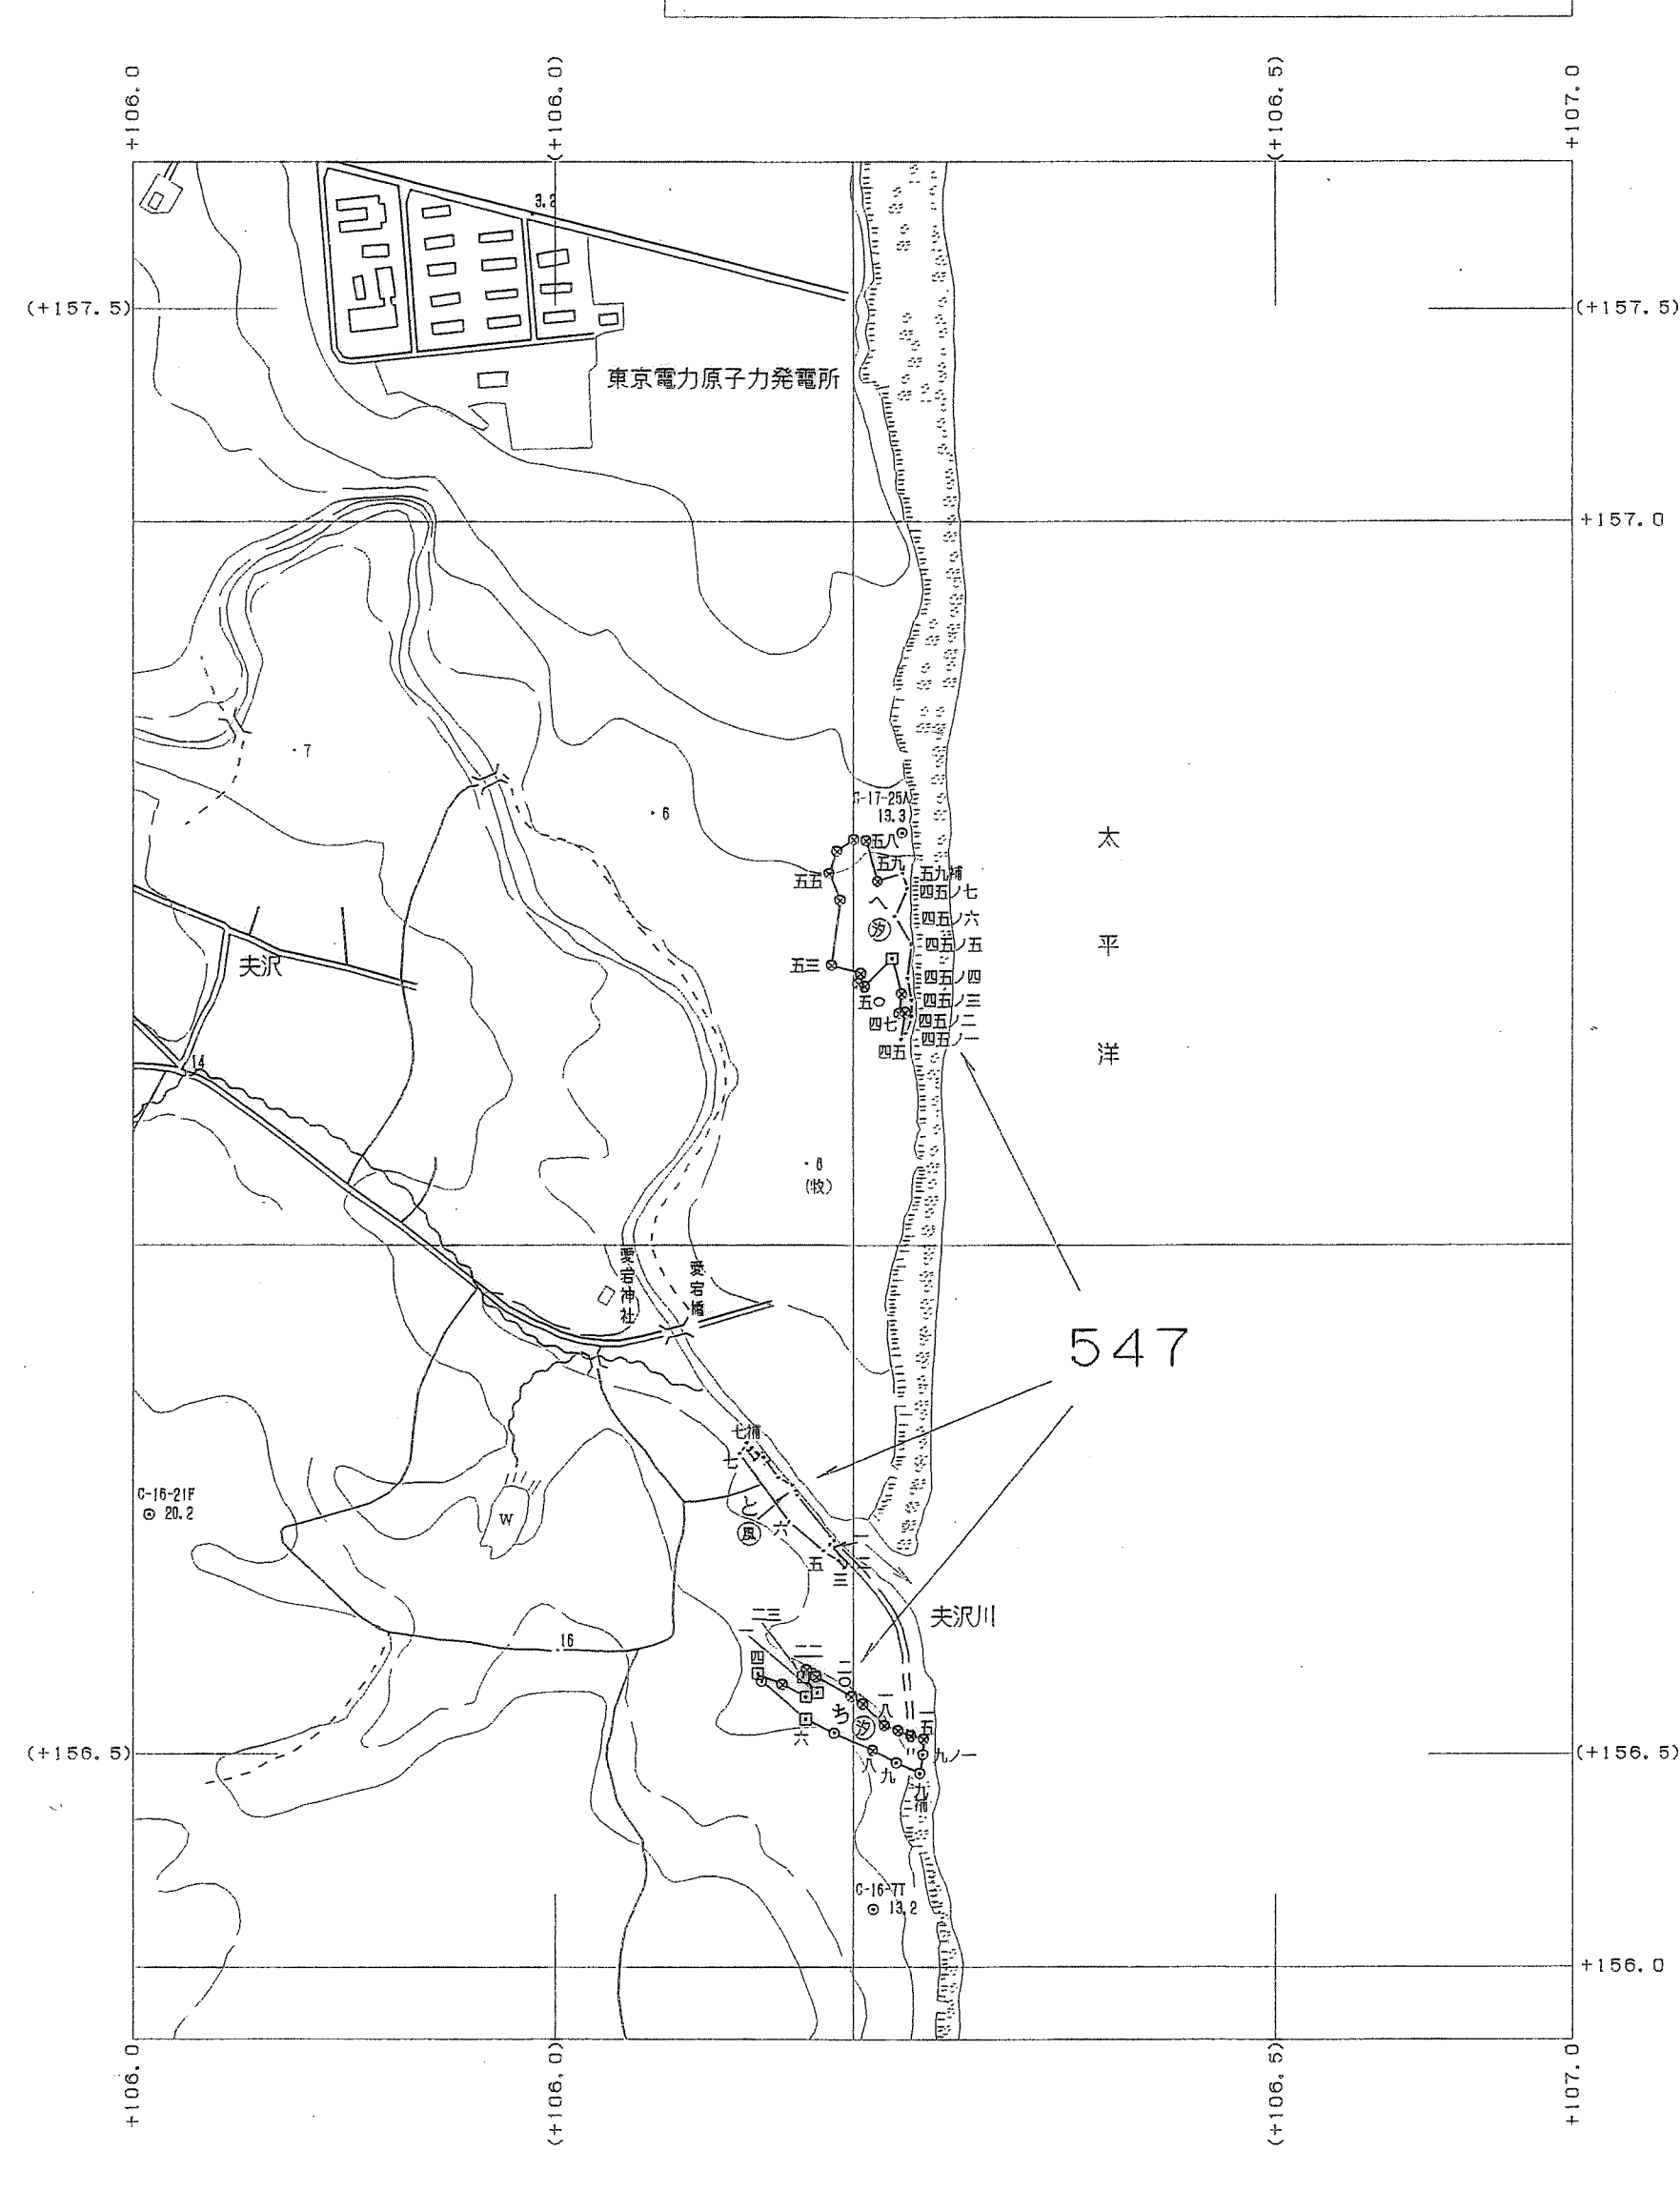 +106.0
(+106.0)
(+106.5)
+107.0
3.2
(+157.5)
(+157.5)
東京電力原子力発電所
+157.0
7
6
C-17-25A
13.3
太平洋
五八
五九
五九補
五五
四五ノ七
へ
四五ノ六
汐
四五ノ五
夫沢
五三
四五ノ四
五〇
四五ノ三
四七
四五ノ二
四五ノ一
四五
14
8
(牧)
愛宕神社
愛宕橋
547
七補
七
C-16-21F
20.2
W
と
風
六
一
二
五
三
夫沢川
二三
一
二二
四
二〇
16
一八
ち
汐
一五
六
(+156.5)
九ノ一
(+156.5)
八
九
九補
C-16-7T
13.2
+156.0
+106.0
(+106.0)
(+106.5)
+107.0